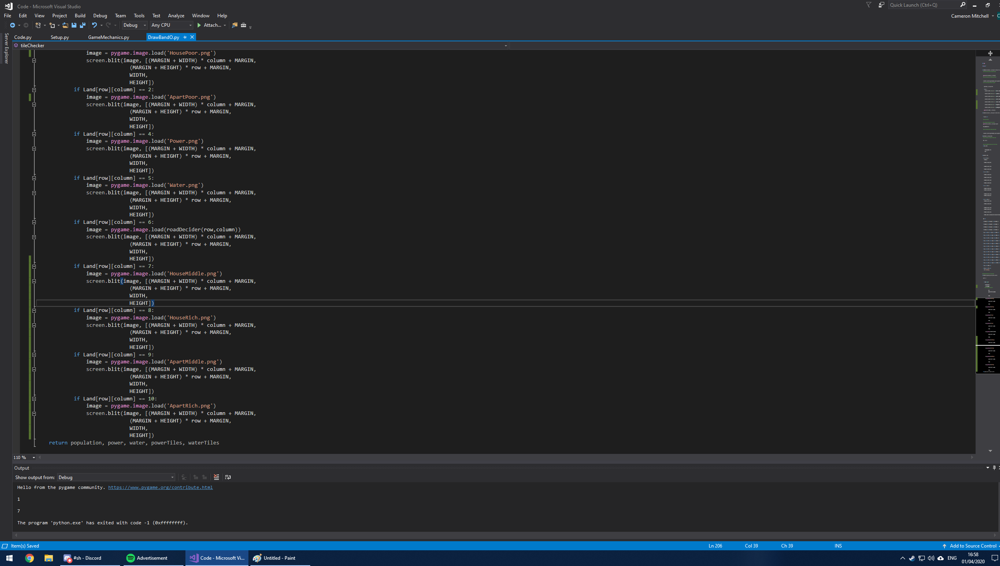 Code - Microsoft Visual Studio
Quick Launch (Ctrl+Q)
File Edit View Project Build Debug Team Tools Test Analyze Window Help
Cameron Mitchell
Debug Any CPU Attach...
Server Explorer
Code.py Setup.py GameMechanics.py DrawBandO.py
tileChecker
image = pygame.image.load('HousePoor.png')
screen.blit(image, [(MARGIN + WIDTH) * column + MARGIN,
(MARGIN + HEIGHT) * row + MARGIN,
WIDTH,
HEIGHT])
if Land[row][column] == 2:
image = pygame.image.load('ApartPoor.png')
screen.blit(image, [(MARGIN + WIDTH) * column + MARGIN,
(MARGIN + HEIGHT) * row + MARGIN,
WIDTH,
HEIGHT])
if Land[row][column] == 4:
image = pygame.image.load('Power.png')
screen.blit(image, [(MARGIN + WIDTH) * column + MARGIN,
(MARGIN + HEIGHT) * row + MARGIN,
WIDTH,
HEIGHT])
if Land[row][column] == 5:
image = pygame.image.load('Water.png')
screen.blit(image, [(MARGIN + WIDTH) * column + MARGIN,
(MARGIN + HEIGHT) * row + MARGIN,
WIDTH,
HEIGHT])
if Land[row][column] == 6:
image = pygame.image.load(roadDecider(row,column))
screen.blit(image, [(MARGIN + WIDTH) * column + MARGIN,
(MARGIN + HEIGHT) * row + MARGIN,
WIDTH,
HEIGHT])
if Land[row][column] == 7:
image = pygame.image.load('HouseMiddle.png')
screen.blit(image, [(MARGIN + WIDTH) * column + MARGIN,
(MARGIN + HEIGHT) * row + MARGIN,
WIDTH,
HEIGHT])
if Land[row][column] == 8:
image = pygame.image.load('HouseRich.png')
screen.blit(image, [(MARGIN + WIDTH) * column + MARGIN,
(MARGIN + HEIGHT) * row + MARGIN,
WIDTH,
HEIGHT])
if Land[row][column] == 9:
image = pygame.image.load('ApartMiddle.png')
screen.blit(image, [(MARGIN + WIDTH) * column + MARGIN,
(MARGIN + HEIGHT) * row + MARGIN,
WIDTH,
HEIGHT])
if Land[row][column] == 10:
image = pygame.image.load('ApartRich.png')
screen.blit(image, [(MARGIN + WIDTH) * column + MARGIN,
(MARGIN + HEIGHT) * row + MARGIN,
WIDTH,
HEIGHT])
return population, power, water, powerTiles, waterTiles
110 %
Output
Show output from: Debug
Hello from the pygame community. https://www.pygame.org/contribute.html
1
7
The program 'python.exe' has exited with code -1 (0xffffffff).
Item(s) Saved Ln 206 Col 39 Ch 39 INS Add to Source Control
#sh - Discord Advertisement Code - Microsoft Vi... Untitled - Paint ENG 16:58
01/04/2020